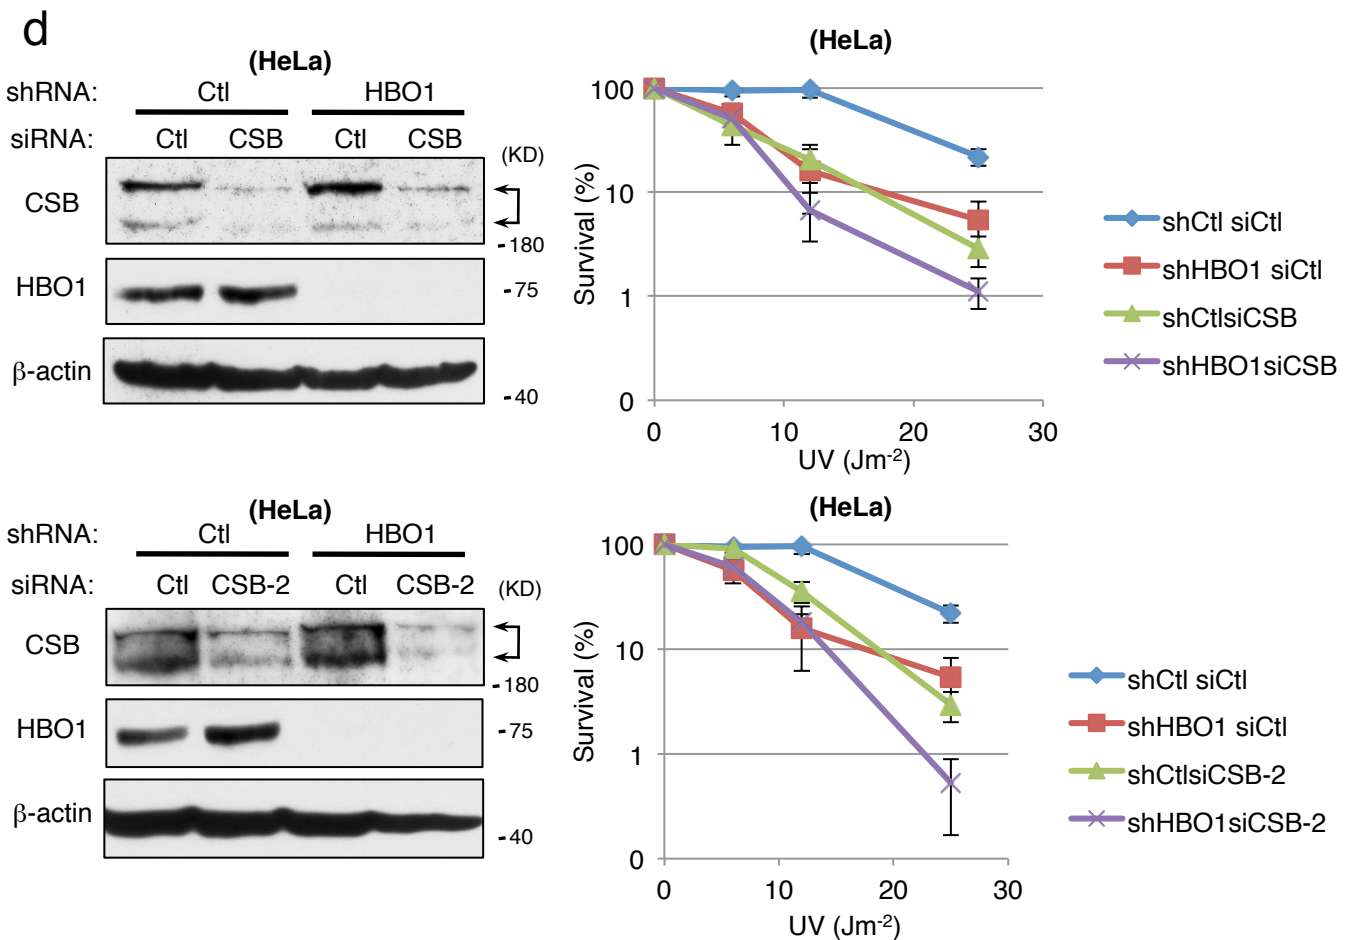 d
(HeLa)
shRNA: Ctl HBO1
siRNA: Ctl CSB Ctl CSB (KD)
CSB
-180
HBO1 -75
β-actin
-40
(HeLa)
100
10
1
0
0 10 20 30
Survival (%)
UV (Jm-2)
shCtl siCtl
shHBO1 siCtl
shCtlsiCSB
shHBO1siCSB
(HeLa)
shRNA: Ctl HBO1
siRNA: Ctl CSB-2 Ctl CSB-2 (KD)
CSB
-180
HBO1 -75
β-actin
-40
(HeLa)
100
10
1
0
0 10 20 30
Survival (%)
UV (Jm-2)
shCtl siCtl
shHBO1 siCtl
shCtlsiCSB-2
shHBO1siCSB-2